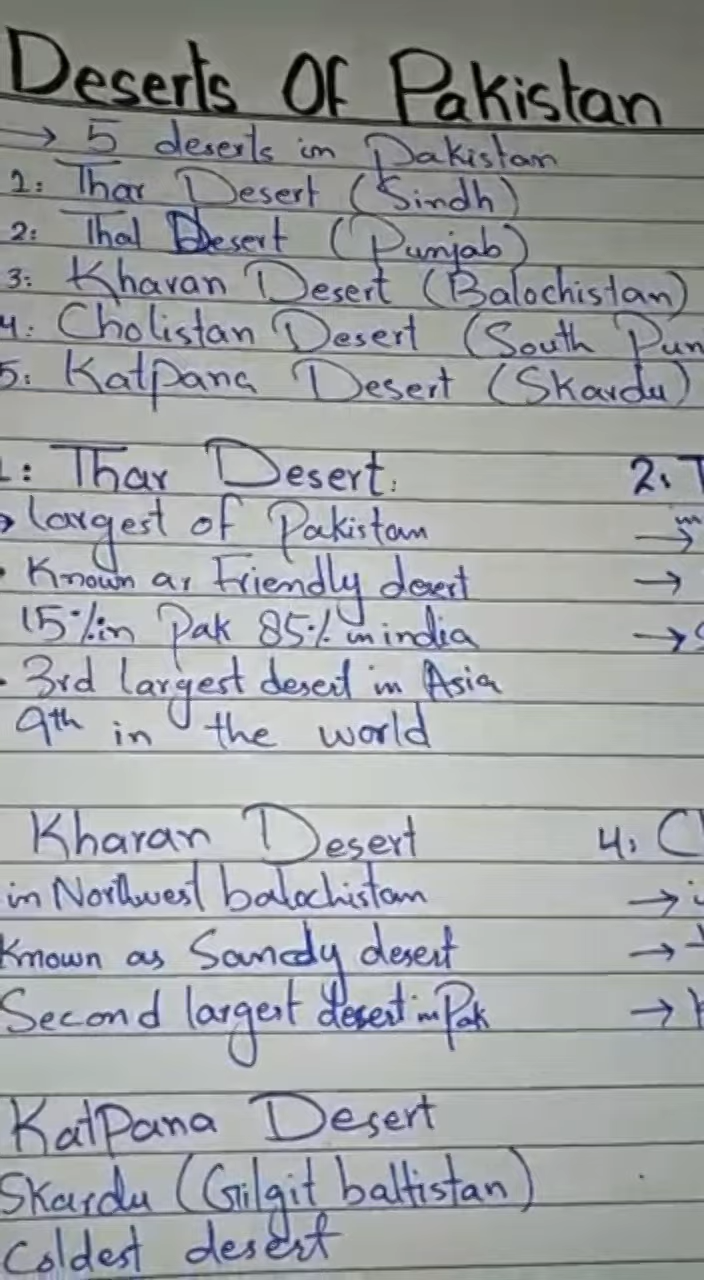 Deserts Of Pakistan
→ 5 deserts in Pakistan
1: Thar Desert (Sindh)
2: Thal Desert (Punjab)
3: Kharan Desert (Balochistan)
4: Cholistan Desert (South Pun
5: Katpana Desert (Skardu)
1: Thar Desert:
→ largest of Pakistan
• Known as Friendly desert
15% in Pak 85% in india
• 3rd largest desert in Asia
9th in the world
2: T
→
→
→
Kharan Desert
in Northwest balochistan
Known as Sandy desert
Second largest desert in Pak
4: C
→
→
→
KatPana Desert
Skardu (Gilgit baltistan)
Coldest desert